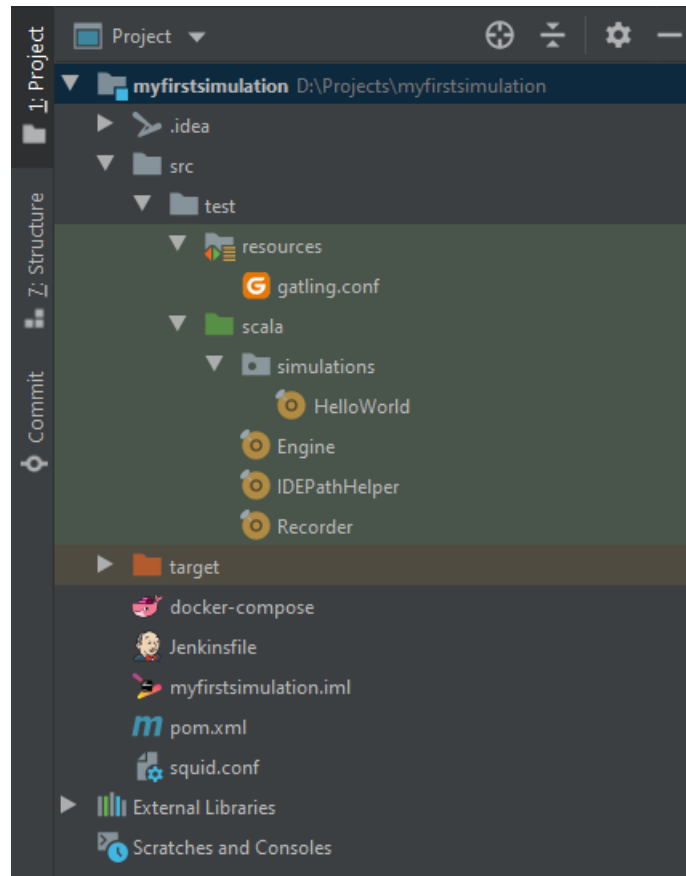 1: Project
7: Structure
Commit
Project
myfirstsimulation D:\Projects\myfirstsimulation
.idea
src
test
resources
gatling.conf
scala
simulations
HelloWorld
Engine
IDEPathHelper
Recorder
target
docker-compose
Jenkinsfile
myfirstsimulation.iml
pom.xml
squid.conf
External Libraries
Scratches and Consoles